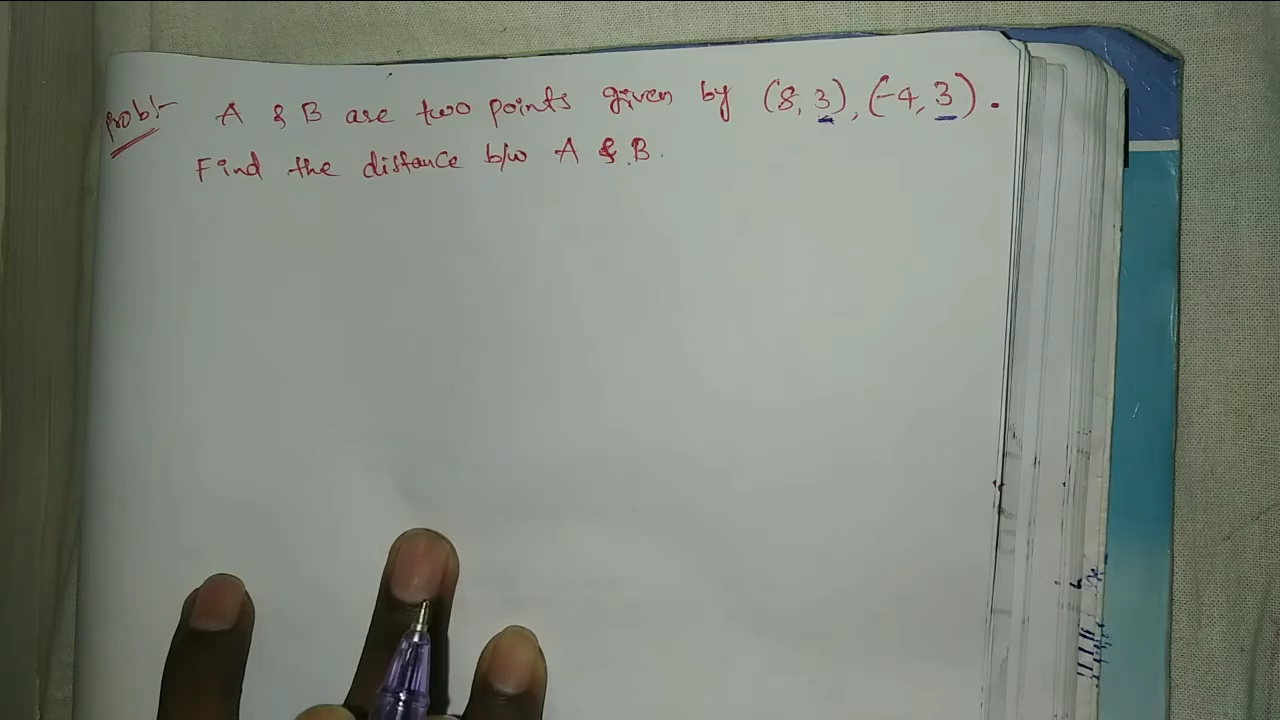 Prob:- A & B are two points given by (8, 3), (-4, 3).
Find the distance b/w A & B.